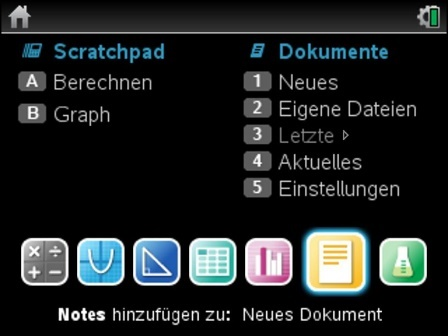 Scratchpad
A Berechnen
B Graph
Dokumente
1 Neues
2 Eigene Dateien
3 Letzte ▹
4 Aktuelles
5 Einstellungen
Notes hinzufügen zu: Neues Dokument